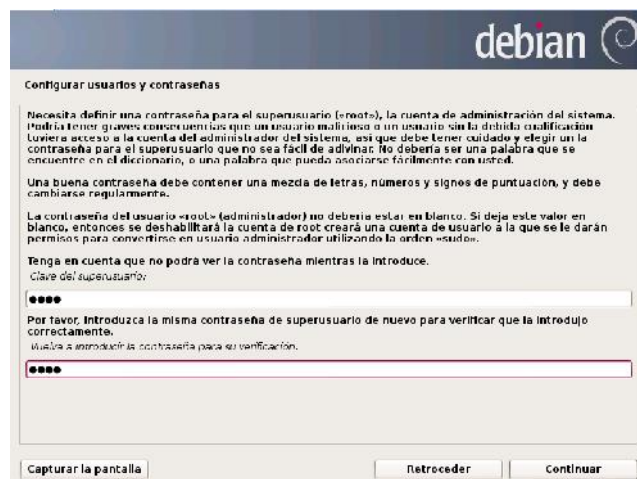 debian
Configurar usuarios y contraseñas
Necesita definir una contraseña para el superusuario («root»), la cuenta de administración del sistema.
Podría tener graves consecuencias que un usuario malicioso o un usuario sin la debida cualificación
tuviera acceso a la cuenta del administrador del sistema, así que debe tener cuidado y elegir un la
contraseña para el superusuario que no sea fácil de adivinar. No debería ser una palabra que se
encuentre en el diccionario, o una palabra que pueda asociarse fácilmente con usted.
Una buena contraseña debe contener una mezcla de letras, números y signos de puntuación, y debe
cambiarse regularmente.
La contraseña del usuario «root» (administrador) no debería estar en blanco. Si deja este valor en
blanco, entonces se deshabilitará la cuenta de root creará una cuenta de usuario a la que se le darán
permisos para convertirse en usuario administrador utilizando la orden «sudo».
Tenga en cuenta que no podrá ver la contraseña mientras la introduce.
Clave del superusuario:
Por favor, introduzca la misma contraseña de superusuario de nuevo para verificar que la introdujo
correctamente.
Vuelva a introducir la contraseña para su verificación:
Capturar la pantalla
Retroceder
Continuar